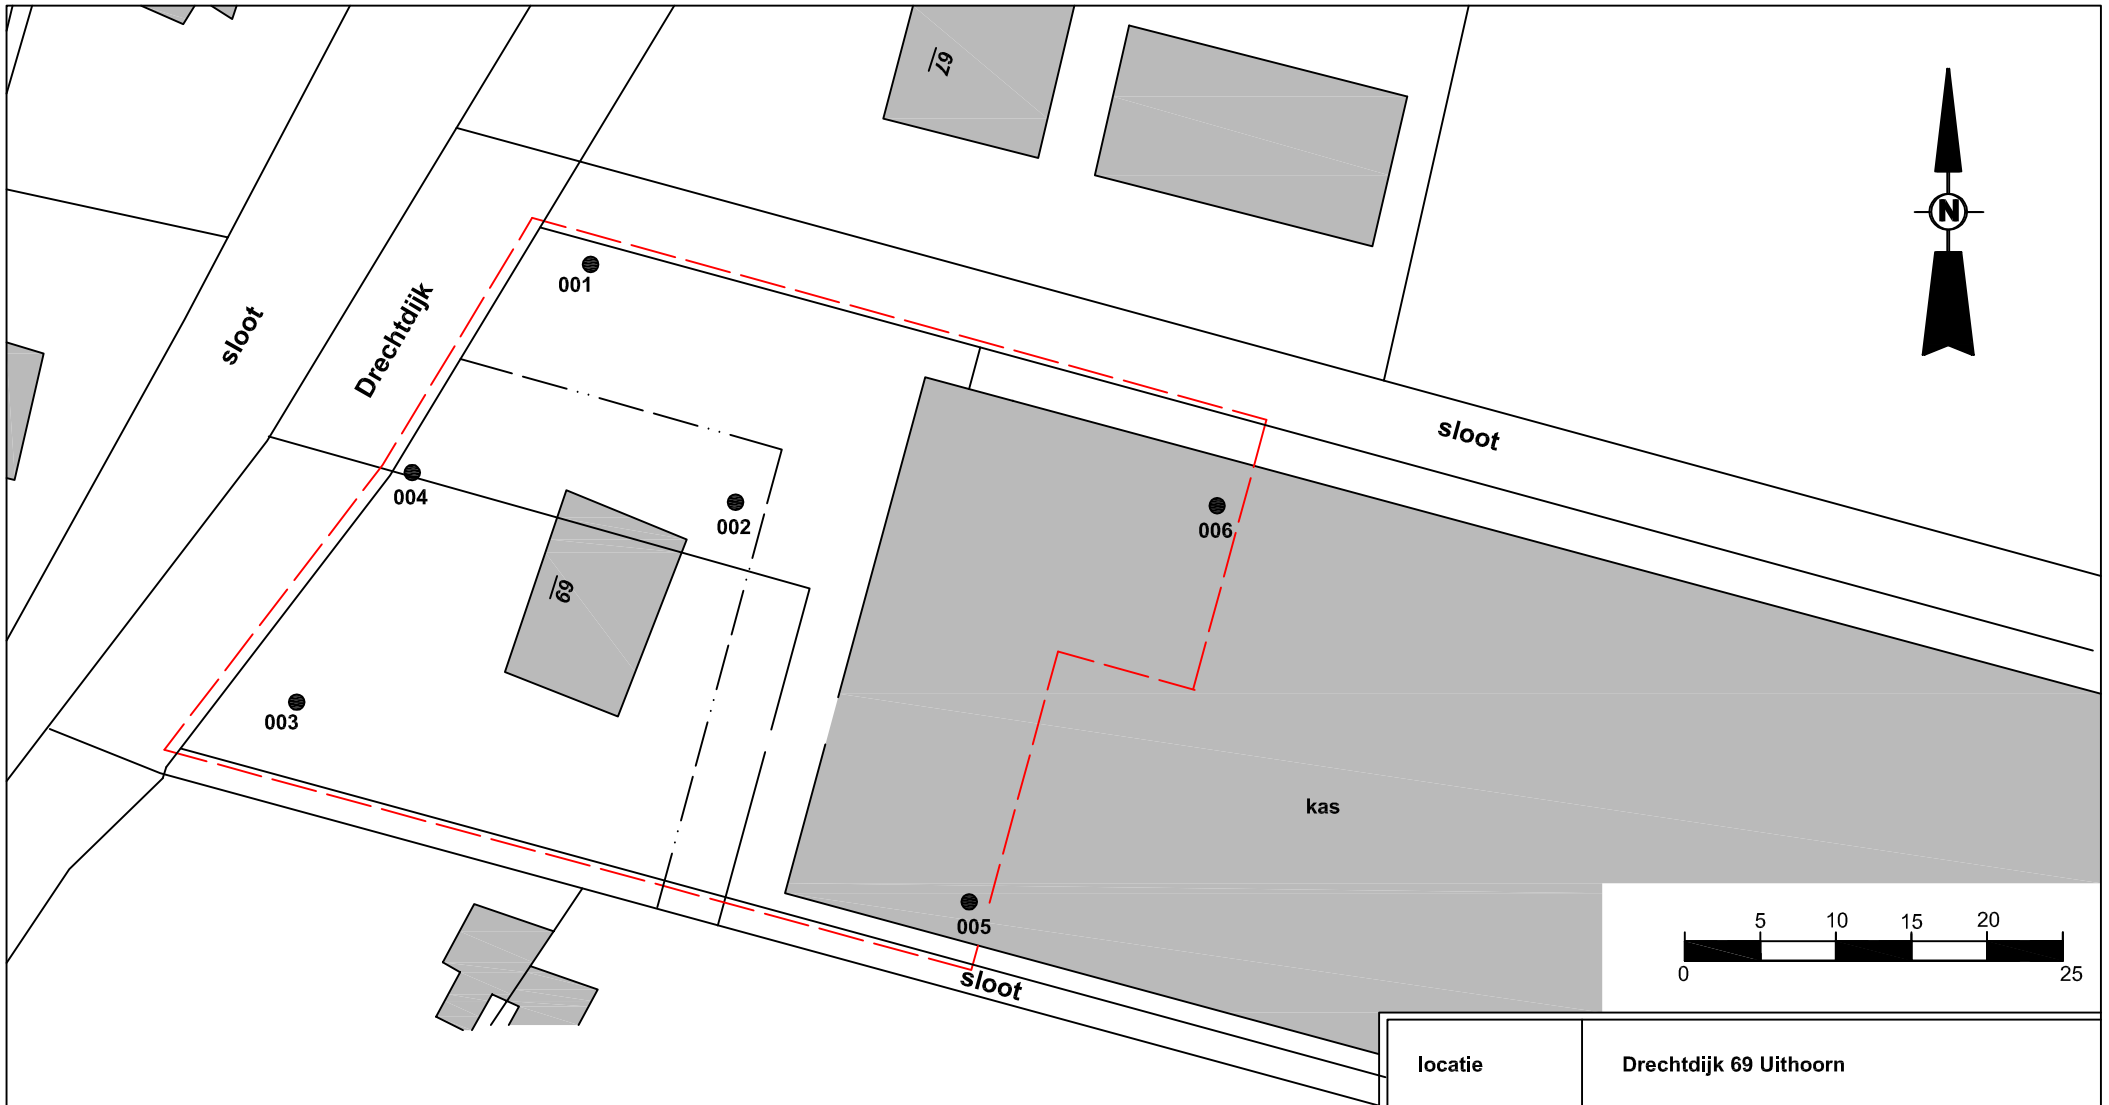 67
N
001
sloot
Drechtdijk
sloot
004
002
006
69
003
kas
005
5 10 15 20
0 25
sloot
locatie Drechtdijk 69 Uithoorn